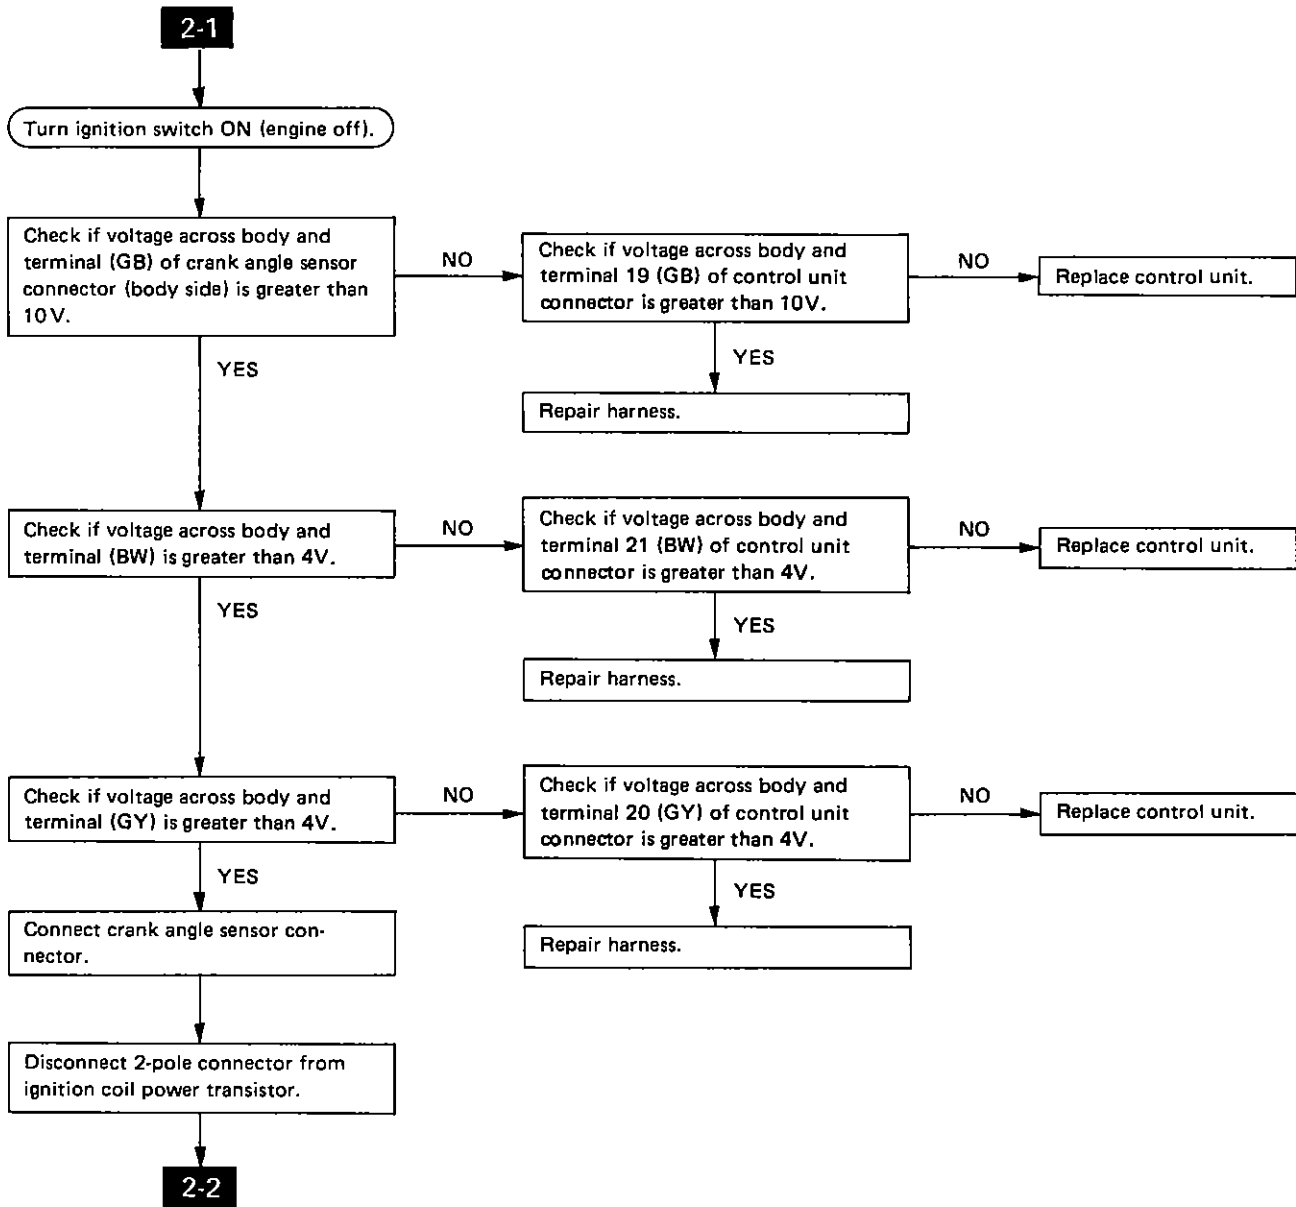 2-1
Turn ignition switch ON (engine off).
Check if voltage across body and
terminal (GB) of crank angle sensor
connector (body side) is greater than
10V.
NO
Check if voltage across body and
terminal 19 (GB) of control unit
connector is greater than 10V.
NO
Replace control unit.
YES
YES
Repair harness.
Check if voltage across body and
terminal (BW) is greater than 4V.
NO
Check if voltage across body and
terminal 21 (BW) of control unit
connector is greater than 4V.
NO
Replace control unit.
YES
YES
Repair harness.
Check if voltage across body and
terminal (GY) is greater than 4V.
NO
Check if voltage across body and
terminal 20 (GY) of control unit
connector is greater than 4V.
NO
Replace control unit.
YES
YES
Connect crank angle sensor con-
nector.
Repair harness.
Disconnect 2-pole connector from
ignition coil power transistor.
2-2